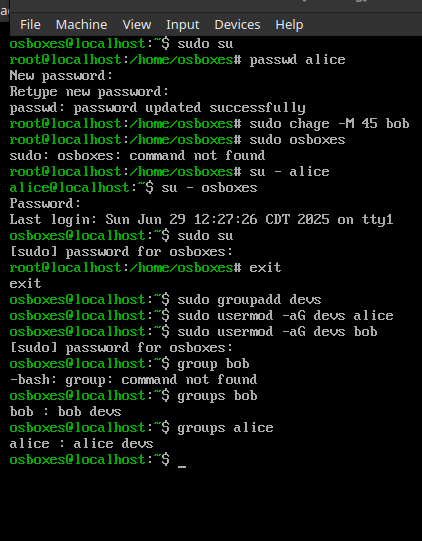 File Machine View Input Devices Help
osboxes@localhost:~$ sudo su
root@localhost:/home/osboxes# passwd alice
New password:
Retype new password:
passwd: password updated successfully
root@localhost:/home/osboxes# sudo chage -M 45 bob
root@localhost:/home/osboxes# sudo osboxes
sudo: osboxes: command not found
root@localhost:/home/osboxes# su - alice
alice@localhost:~$ su - osboxes
Password:
Last login: Sun Jun 29 12:27:26 CDT 2025 on tty1
osboxes@localhost:~$ sudo su
[sudo] password for osboxes:
root@localhost:/home/osboxes# exit
exit
osboxes@localhost:~$ sudo groupadd devs
osboxes@localhost:~$ sudo usermod -aG devs alice
osboxes@localhost:~$ sudo usermod -aG devs bob
[sudo] password for osboxes:
osboxes@localhost:~$ group bob
-bash: group: command not found
osboxes@localhost:~$ groups bob
bob : bob devs
osboxes@localhost:~$ groups alice
alice : alice devs
osboxes@localhost:~$ _